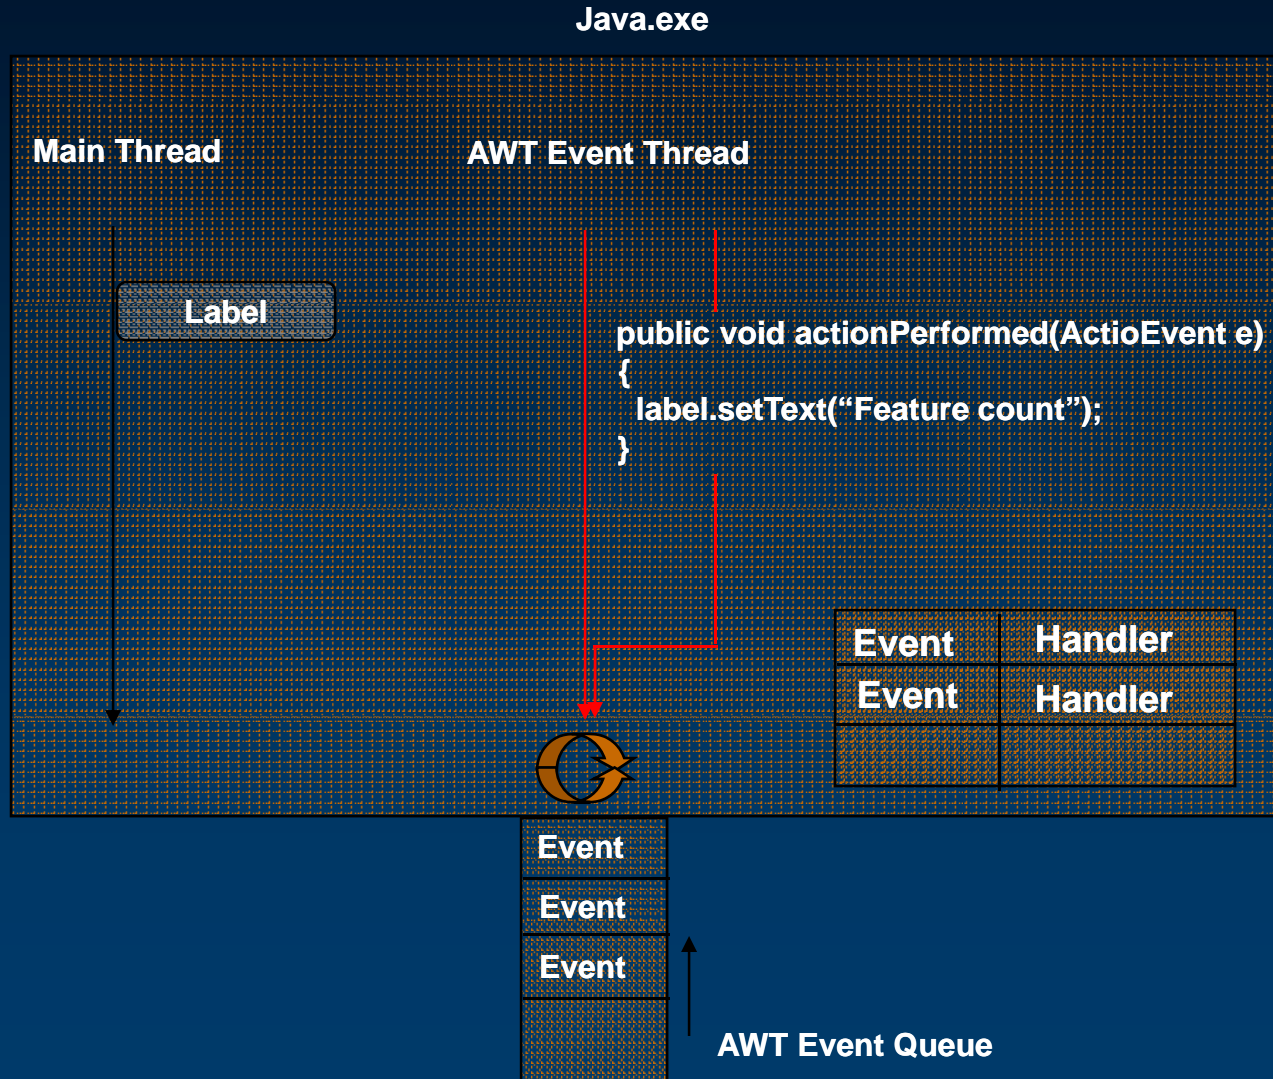 Java.exe
Main Thread
AWT Event Thread
Label
public void actionPerformed(ActioEvent e)
{
label.setText(“Feature count”);
}
Event Handler
Event Handler
Event
Event
Event
AWT Event Queue